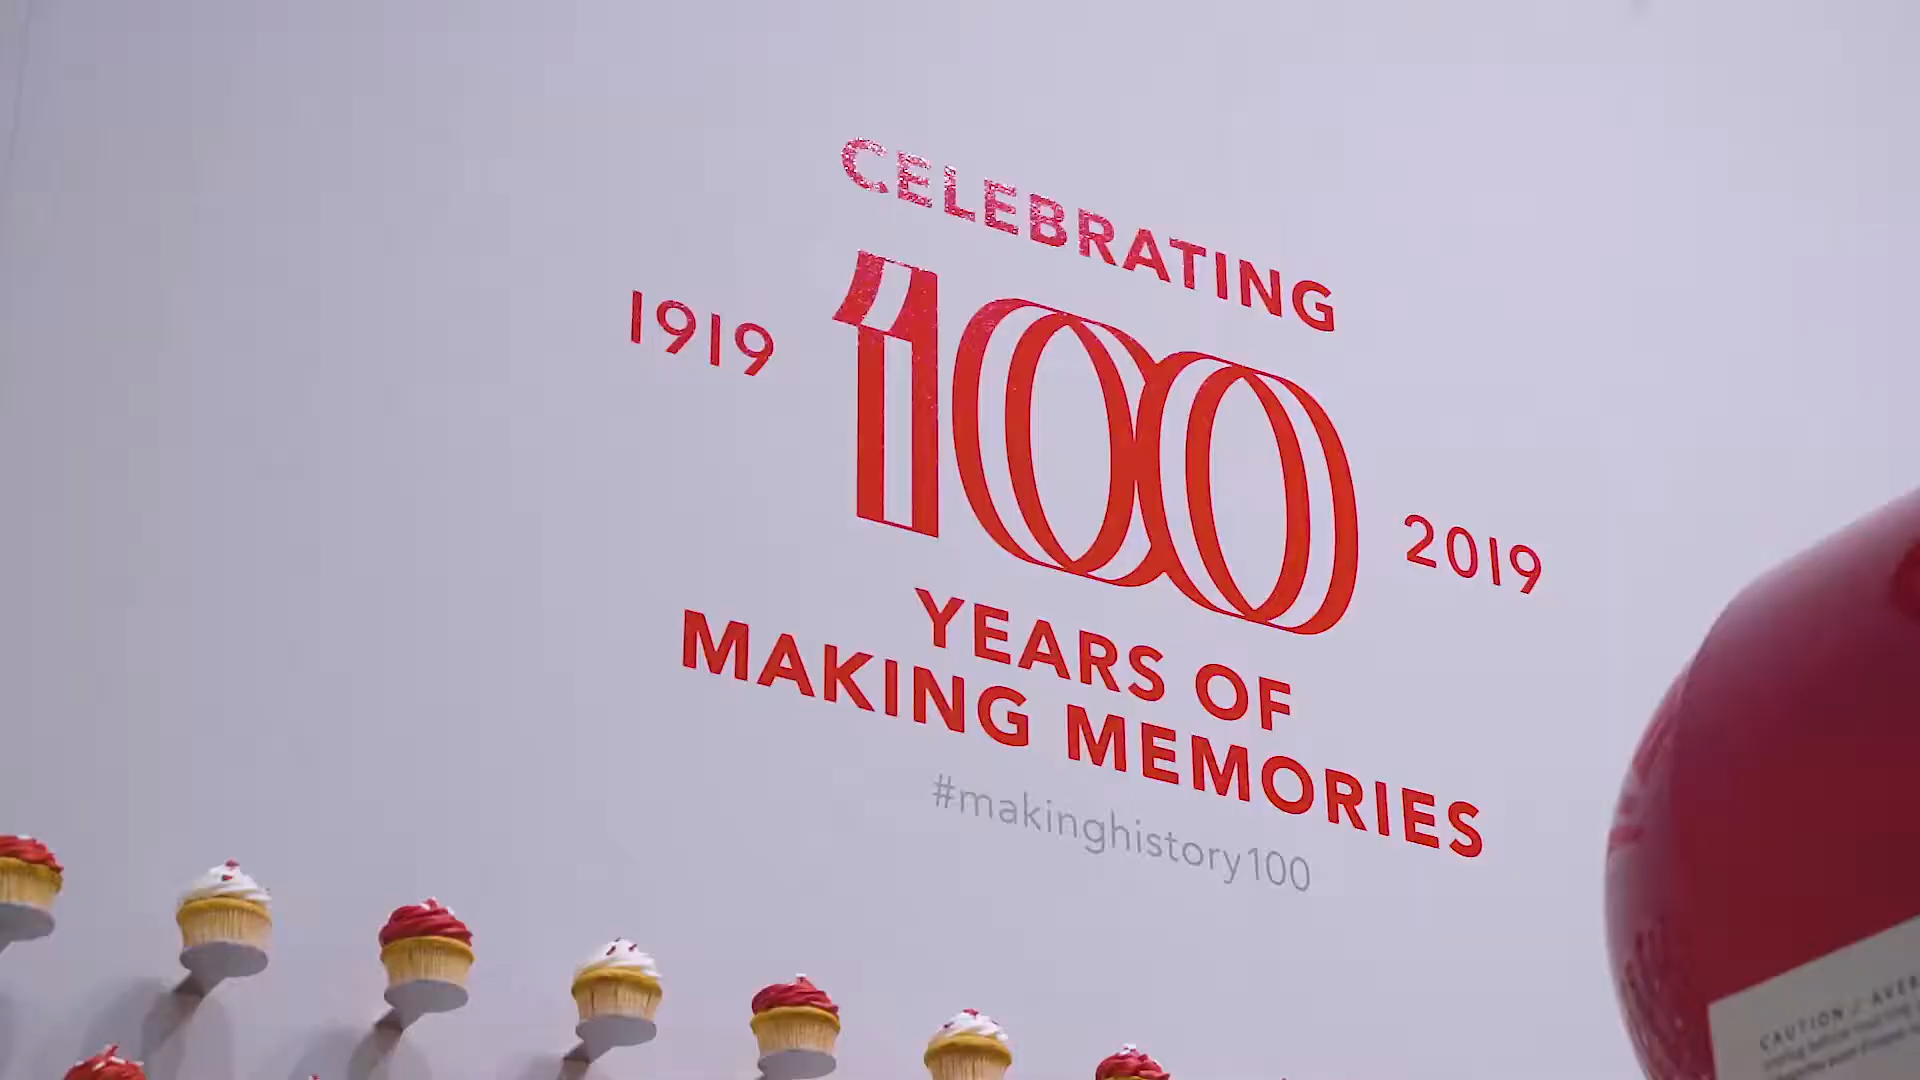 CELEBRATING
1919
100
2019
YEARS OF
MAKING MEMORIES
#makinghistory100
CAUTION